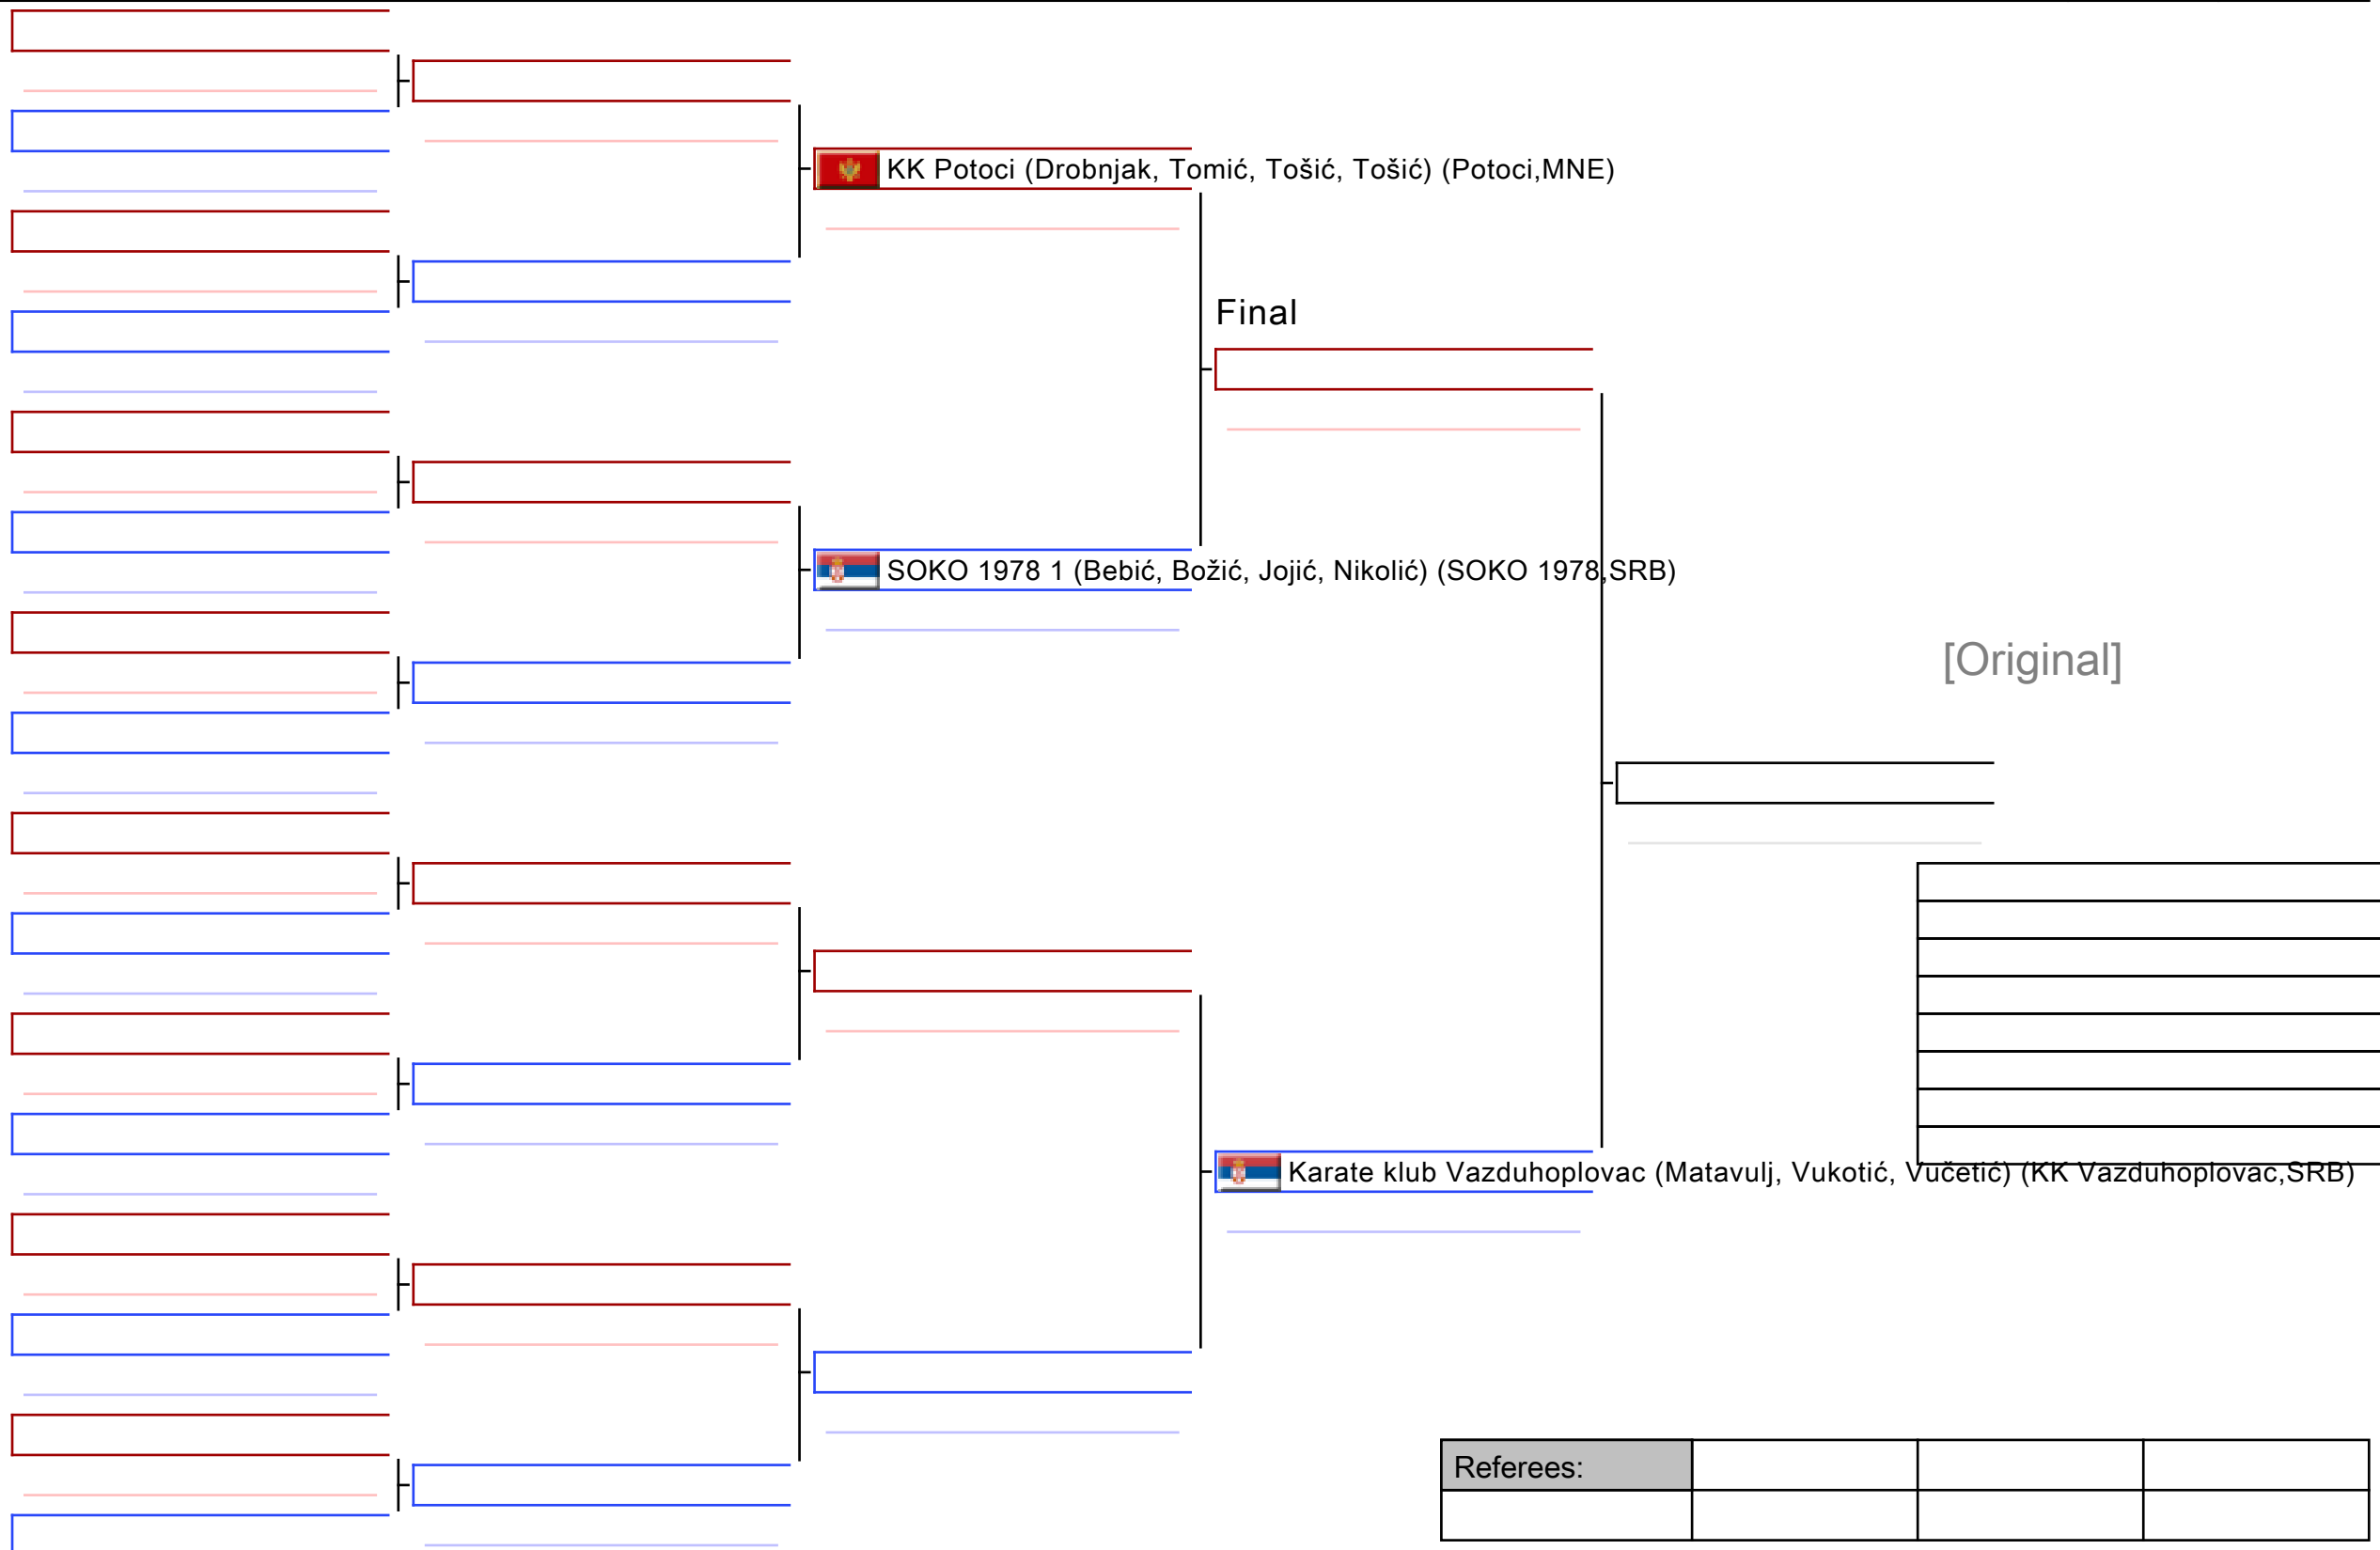 KK Potoci (Drobnjak, Tomić, Tošić, Tošić) (Potoci,MNE)
Final
SOKO 1978 1 (Bebić, Božić, Jojić, Nikolić) (SOKO 1978,SRB)
[Original]
Karate klub Vazduhoplovac (Matavulj, Vukotić, Vučetić) (KK Vazduhoplovac,SRB)
Referees: